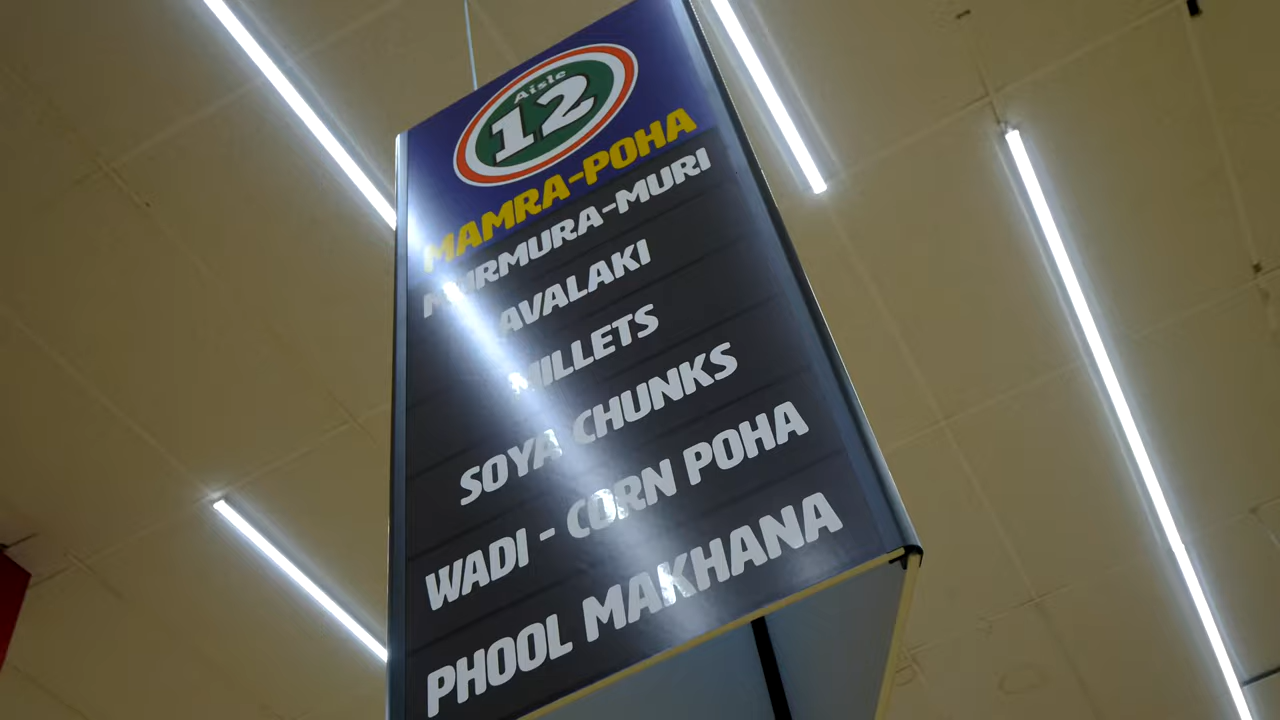 Aisle
12
MAMRA-POHA
MURMURA-MURI
AVALAKI
MILLETS
SOYA CHUNKS
WADI - CORN POHA
PHOOL MAKHANA